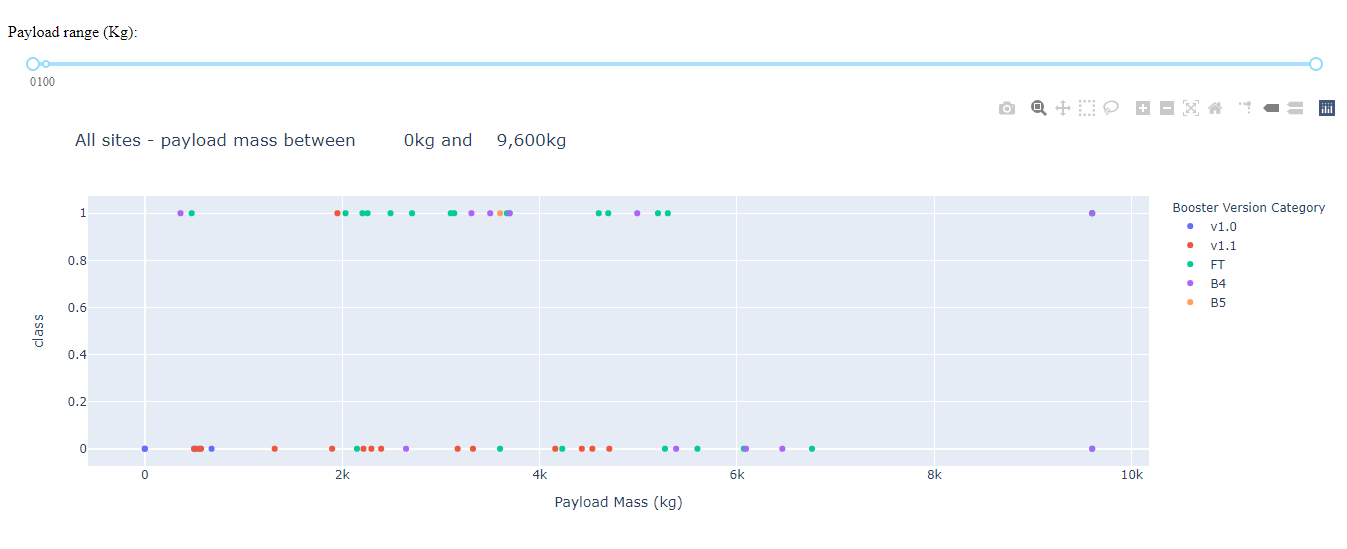 Payload range (Kg):
0100
All sites - payload mass between 0kg and 9,600kg
Booster Version Category
v1.0
v1.1
FT
B4
B5
class
1
0.8
0.6
0.4
0.2
0
0 2k 4k 6k 8k 10k
Payload Mass (kg)